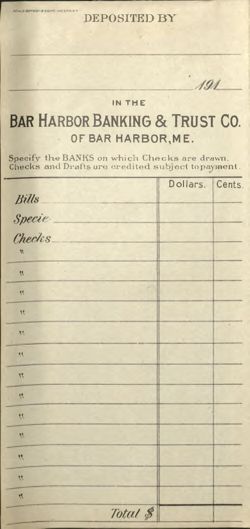 DEPOSITED BY
191
IN THE
BAR HARBOR BANKING & TRUST CO.
OF BAR HARBOR, ME.
Specify the BANKS on which Checks are drawn.
Checks and Drafts are credited subject to payment.
Dollars. Cents.
Bills
Specie
Checks
"
"
"
"
"
"
"
"
"
"
"
"
"
Total $